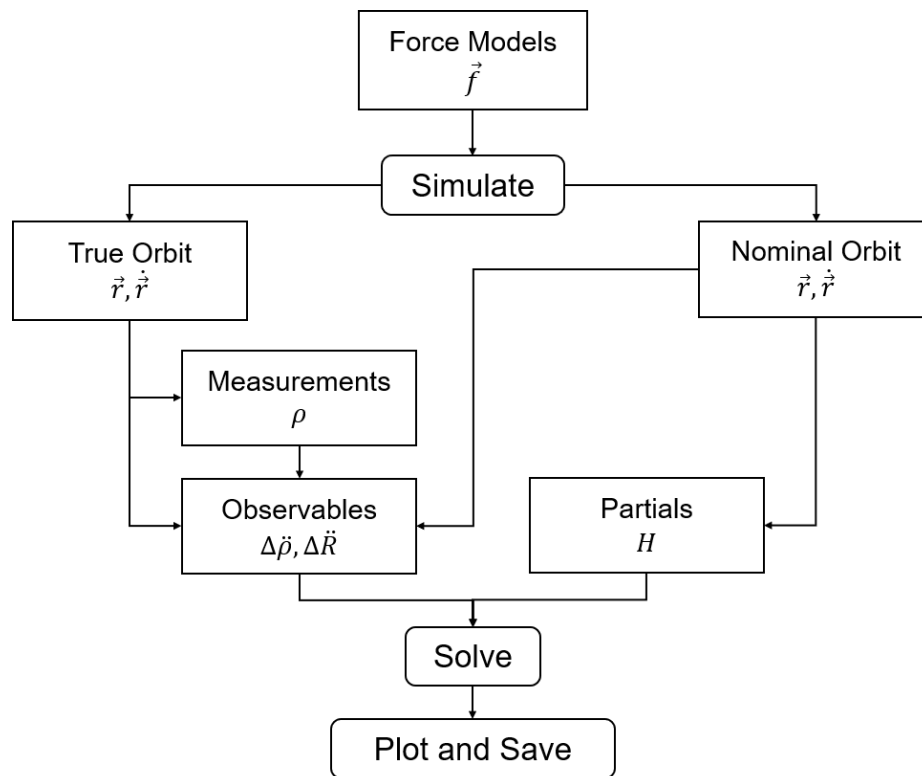 Force Models
f⃗
Simulate
True Orbit
r⃗, ṙ⃗
Nominal Orbit
r⃗, ṙ⃗
Measurements
ρ
Observables
Δρ̈, ΔR̈
Partials
H
Solve
Plot and Save